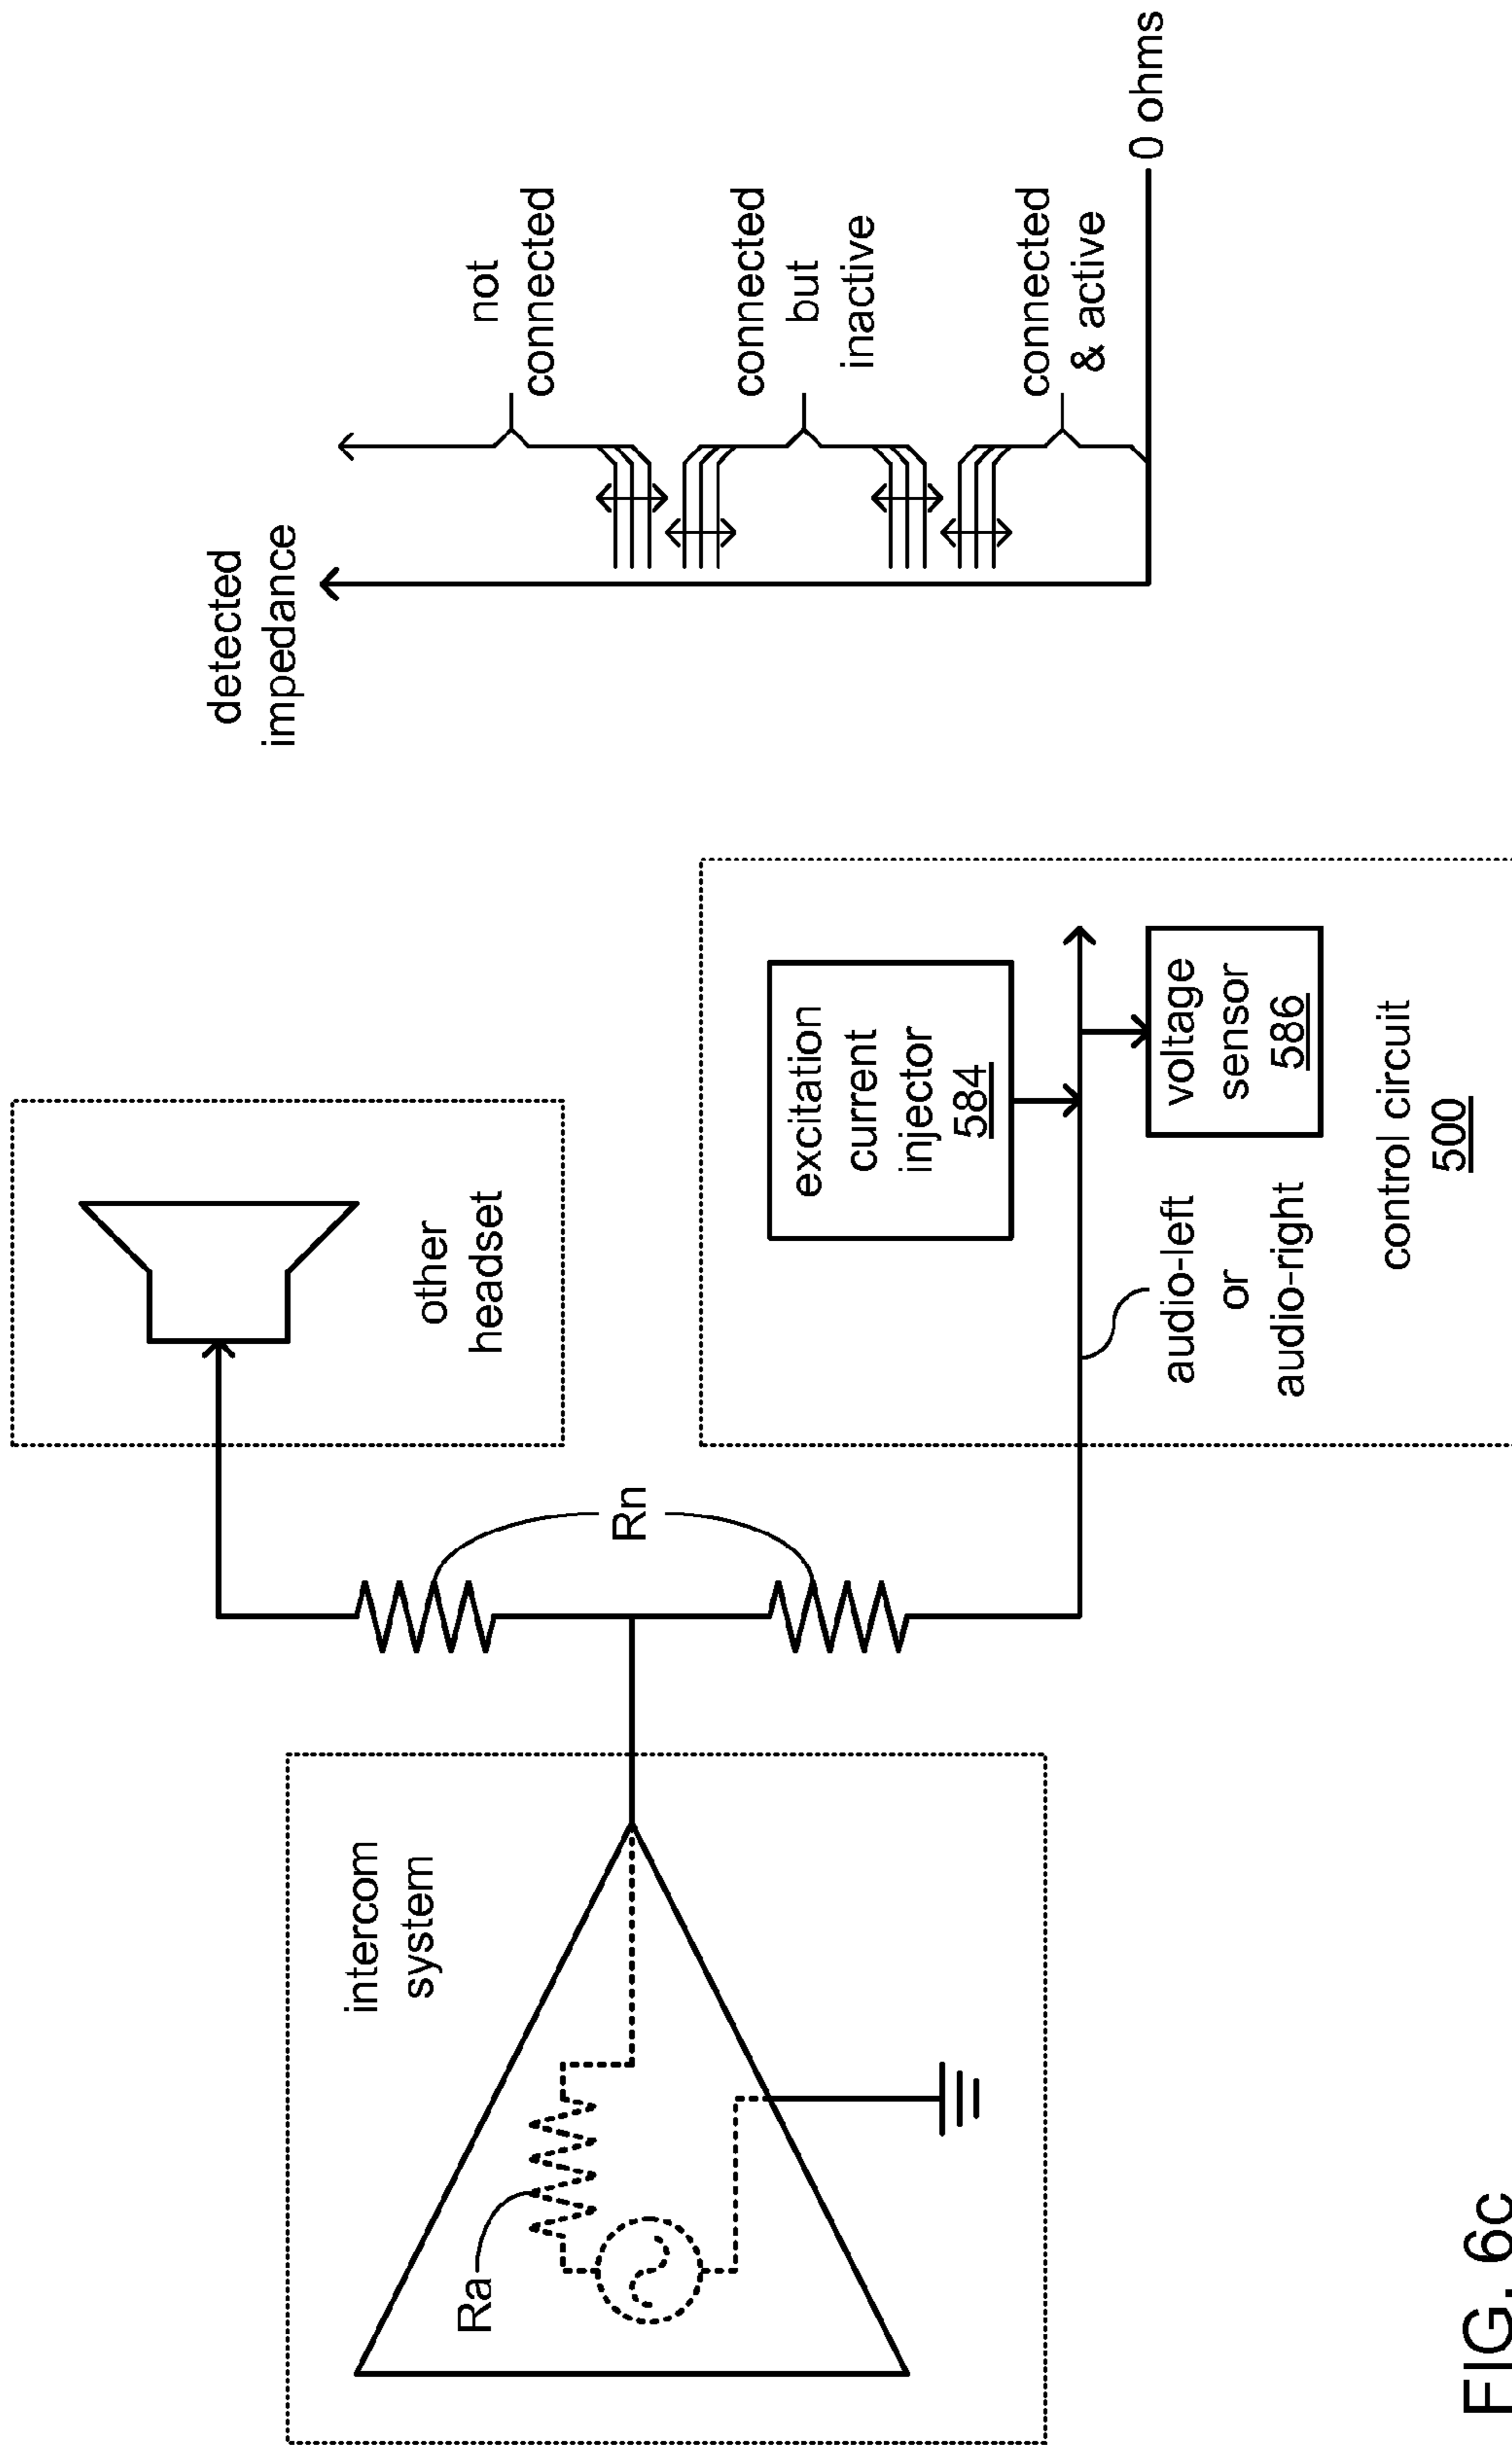 intercom
system
Ra
Rn
other
headset
excitation
current
injector
584
voltage
sensor
586
audio-left
or
audio-right
control circuit
500
detected
impedance
not
connected
connected
but
inactive
connected
& active
0 ohms
FIG. 6c